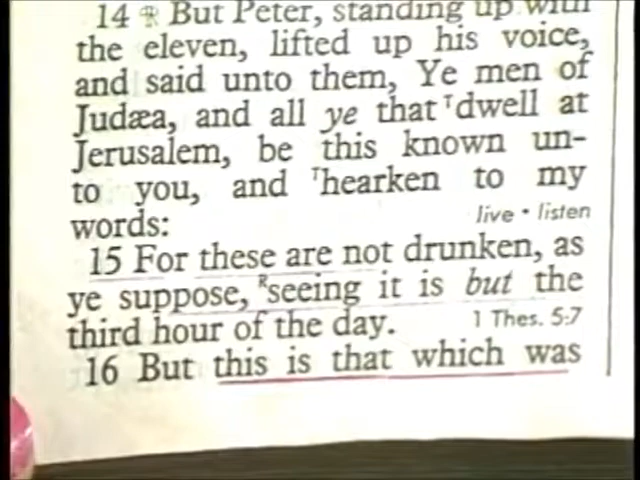 14 But Peter, standing up with
the eleven, lifted up his voice,
and said unto them, Ye men of
Judæa, and all ye that ᵀdwell at
Jerusalem, be this known un-
to you, and ᵀhearken to my
words: live • listen
15 For these are not drunken, as
ye suppose, ᴿseeing it is but the
third hour of the day. 1 Thes. 5:7
16 But this is that which was